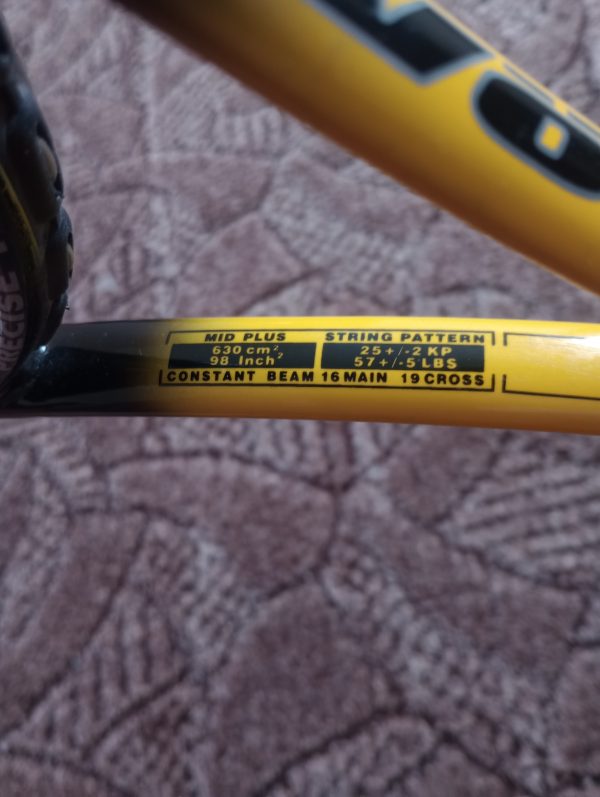 PRECISE
MID PLUS
630 cm²
98 Inch²
CONSTANT BEAM
STRING PATTERN
25+/-2 KP
57+/-5 LBS
16 MAIN 19 CROSS